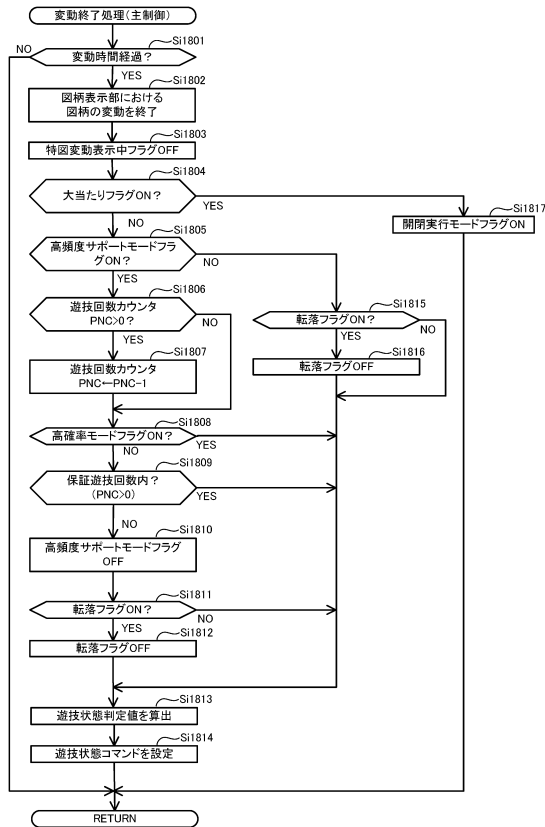 変動終了処理(主制御)
Si1801
変動時間経過？
NO
YES
Si1802
図柄表示部における
図柄の変動を終了
Si1803
特図変動表示中フラグOFF
Si1804
大当たりフラグON？
YES
NO
Si1817
開閉実行モードフラグON
Si1805
高頻度サポートモードフラ
グON？
NO
YES
Si1806
遊技回数カウンタ
PNC>0？
NO
YES
Si1815
転落フラグON？
NO
YES
Si1807
遊技回数カウンタ
PNC←PNC-1
Si1816
転落フラグOFF
Si1808
高確率モードフラグON？
YES
NO
Si1809
保証遊技回数内？
(PNC>0)
YES
NO
Si1810
高頻度サポートモードフラグ
OFF
Si1811
転落フラグON？
NO
YES
Si1812
転落フラグOFF
Si1813
遊技状態判定値を算出
Si1814
遊技状態コマンドを設定
RETURN